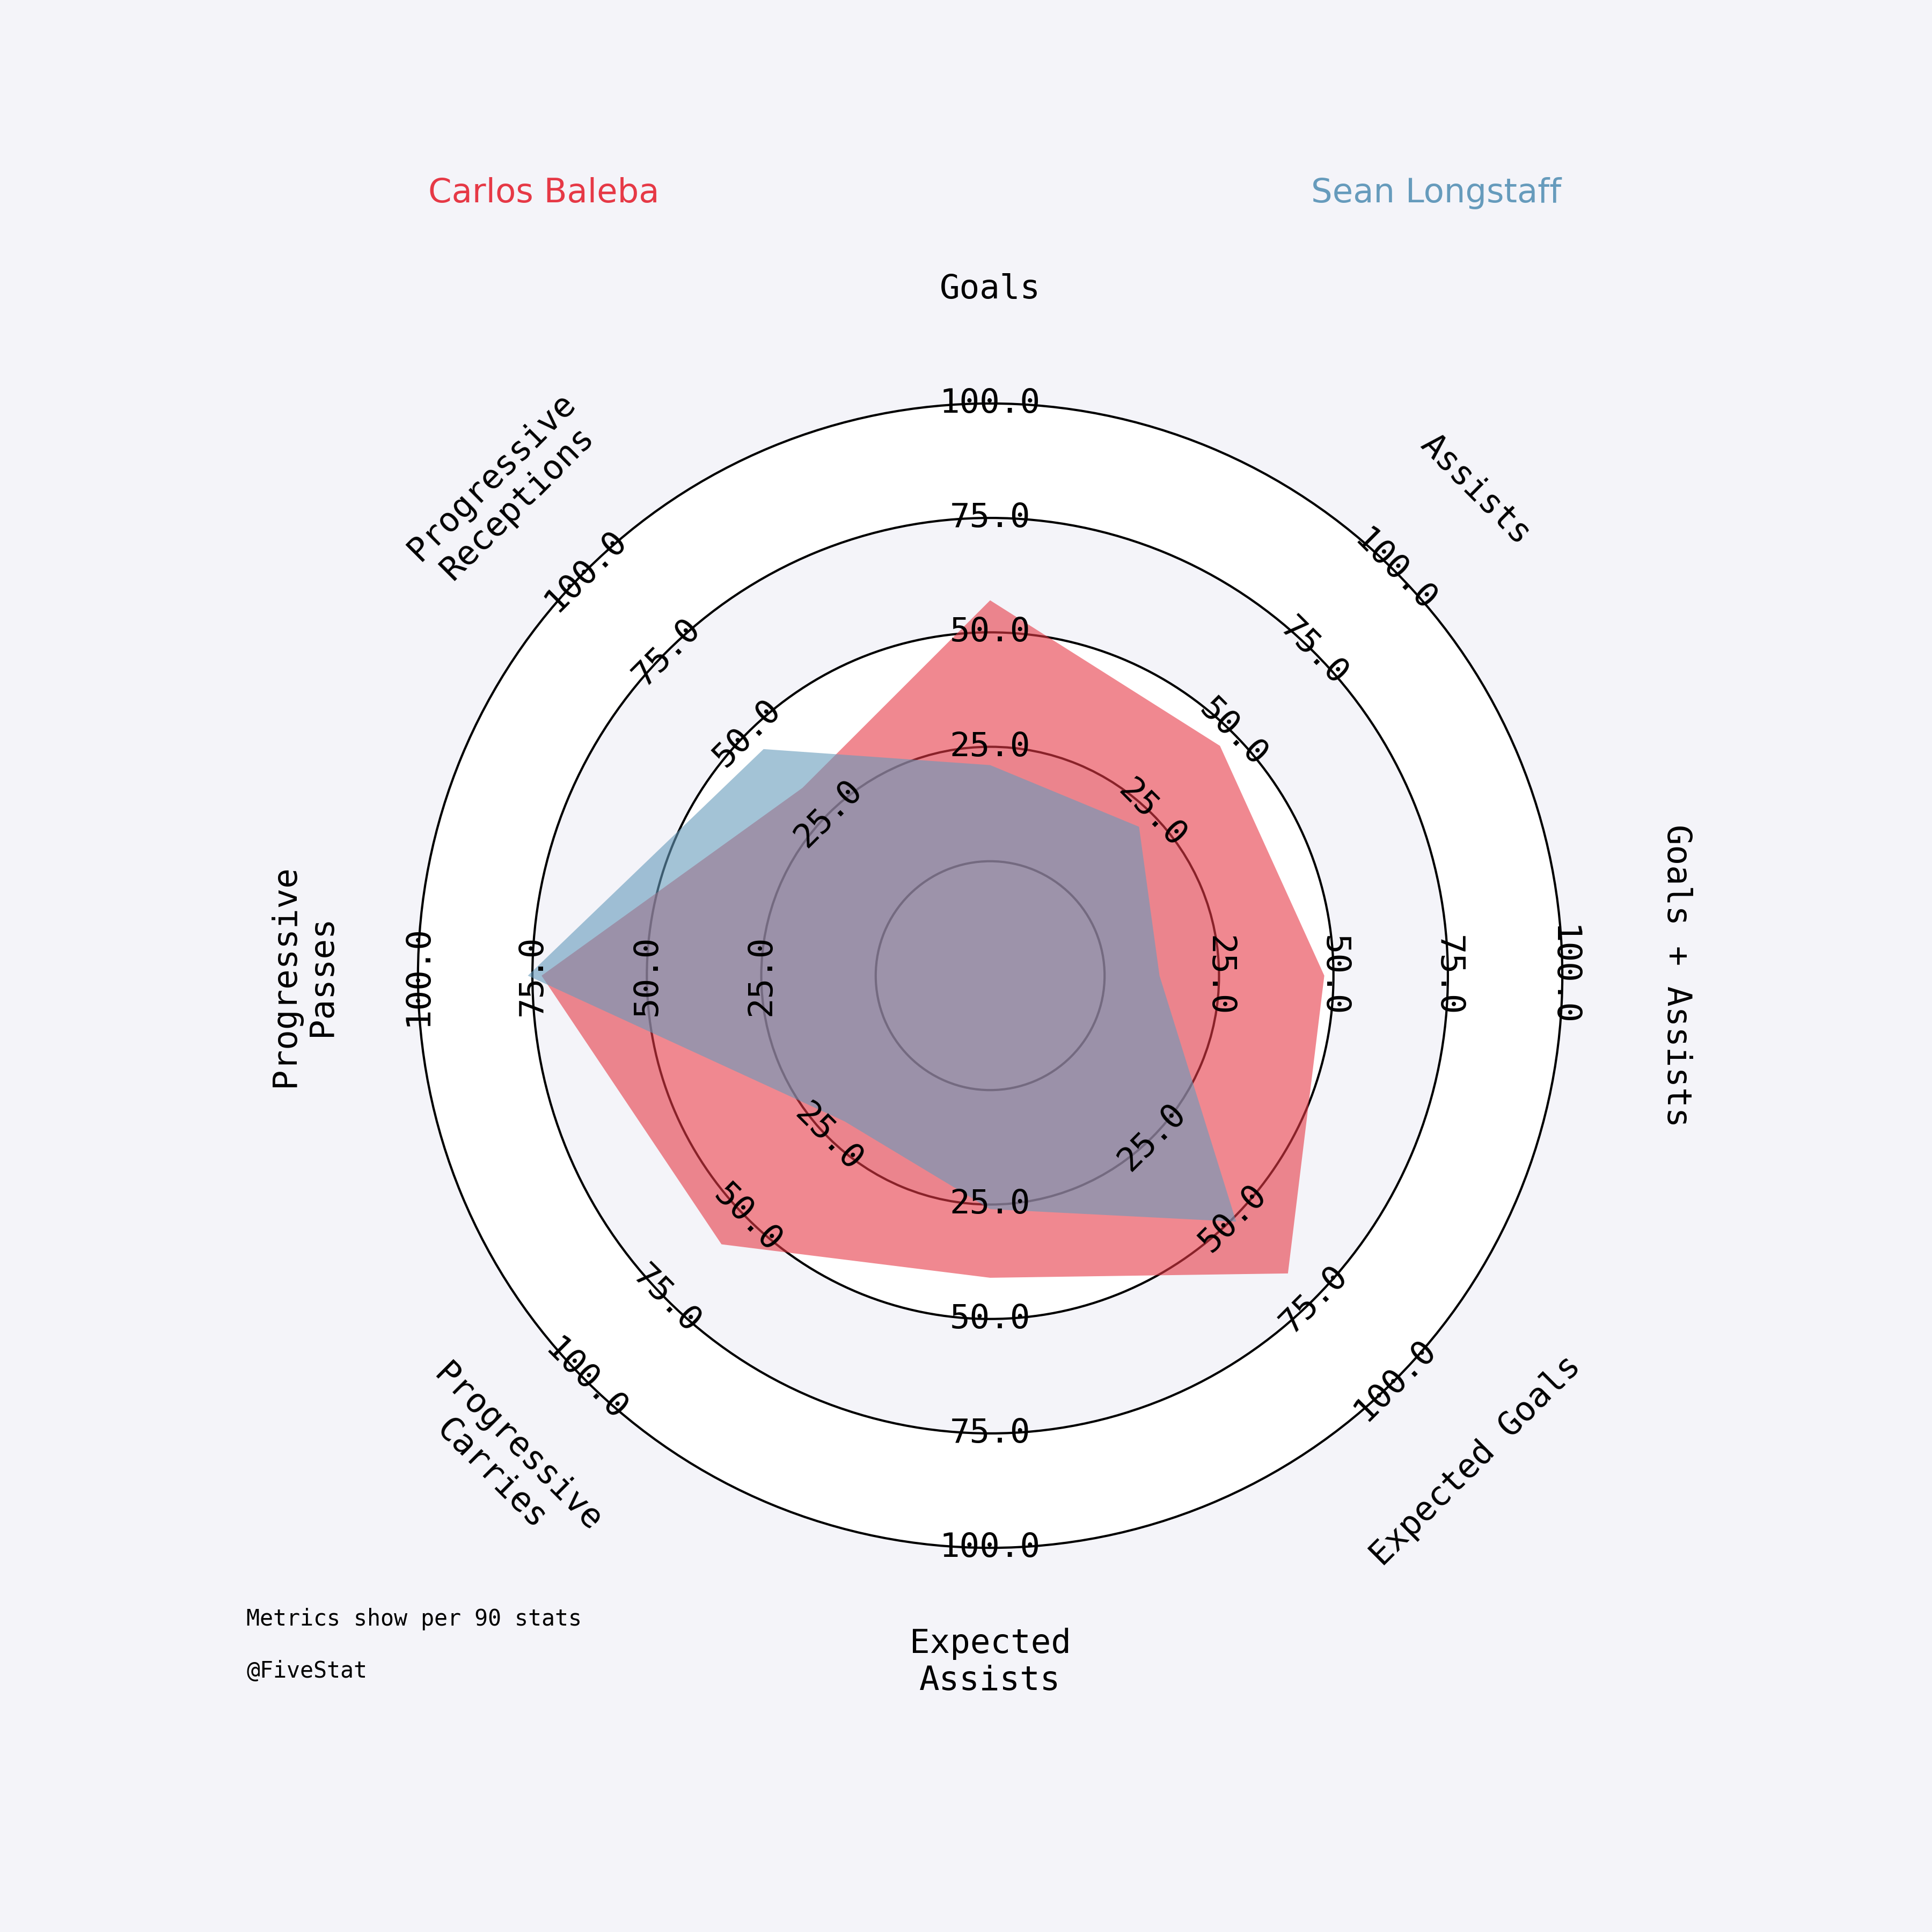 Carlos Baleba
Sean Longstaff
Goals
Assists
Goals + Assists
Expected Goals
Expected
Assists
Progressive
Carries
Progressive
Passes
Progressive
Receptions
25.0
50.0
75.0
100.0
25.0
50.0
75.0
100.0
25.0
50.0
75.0
100.0
25.0
50.0
75.0
100.0
25.0
50.0
75.0
100.0
25.0
50.0
75.0
100.0
25.0
50.0
75.0
100.0
25.0
50.0
75.0
100.0
Metrics show per 90 stats
@FiveStat